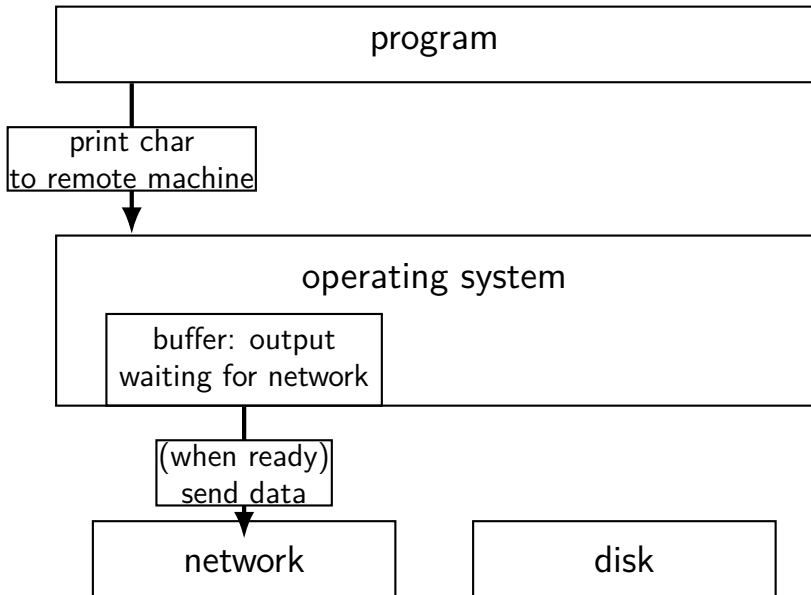 program
print char
to remote machine
operating system
buffer: output
waiting for network
(when ready)
send data
network
disk